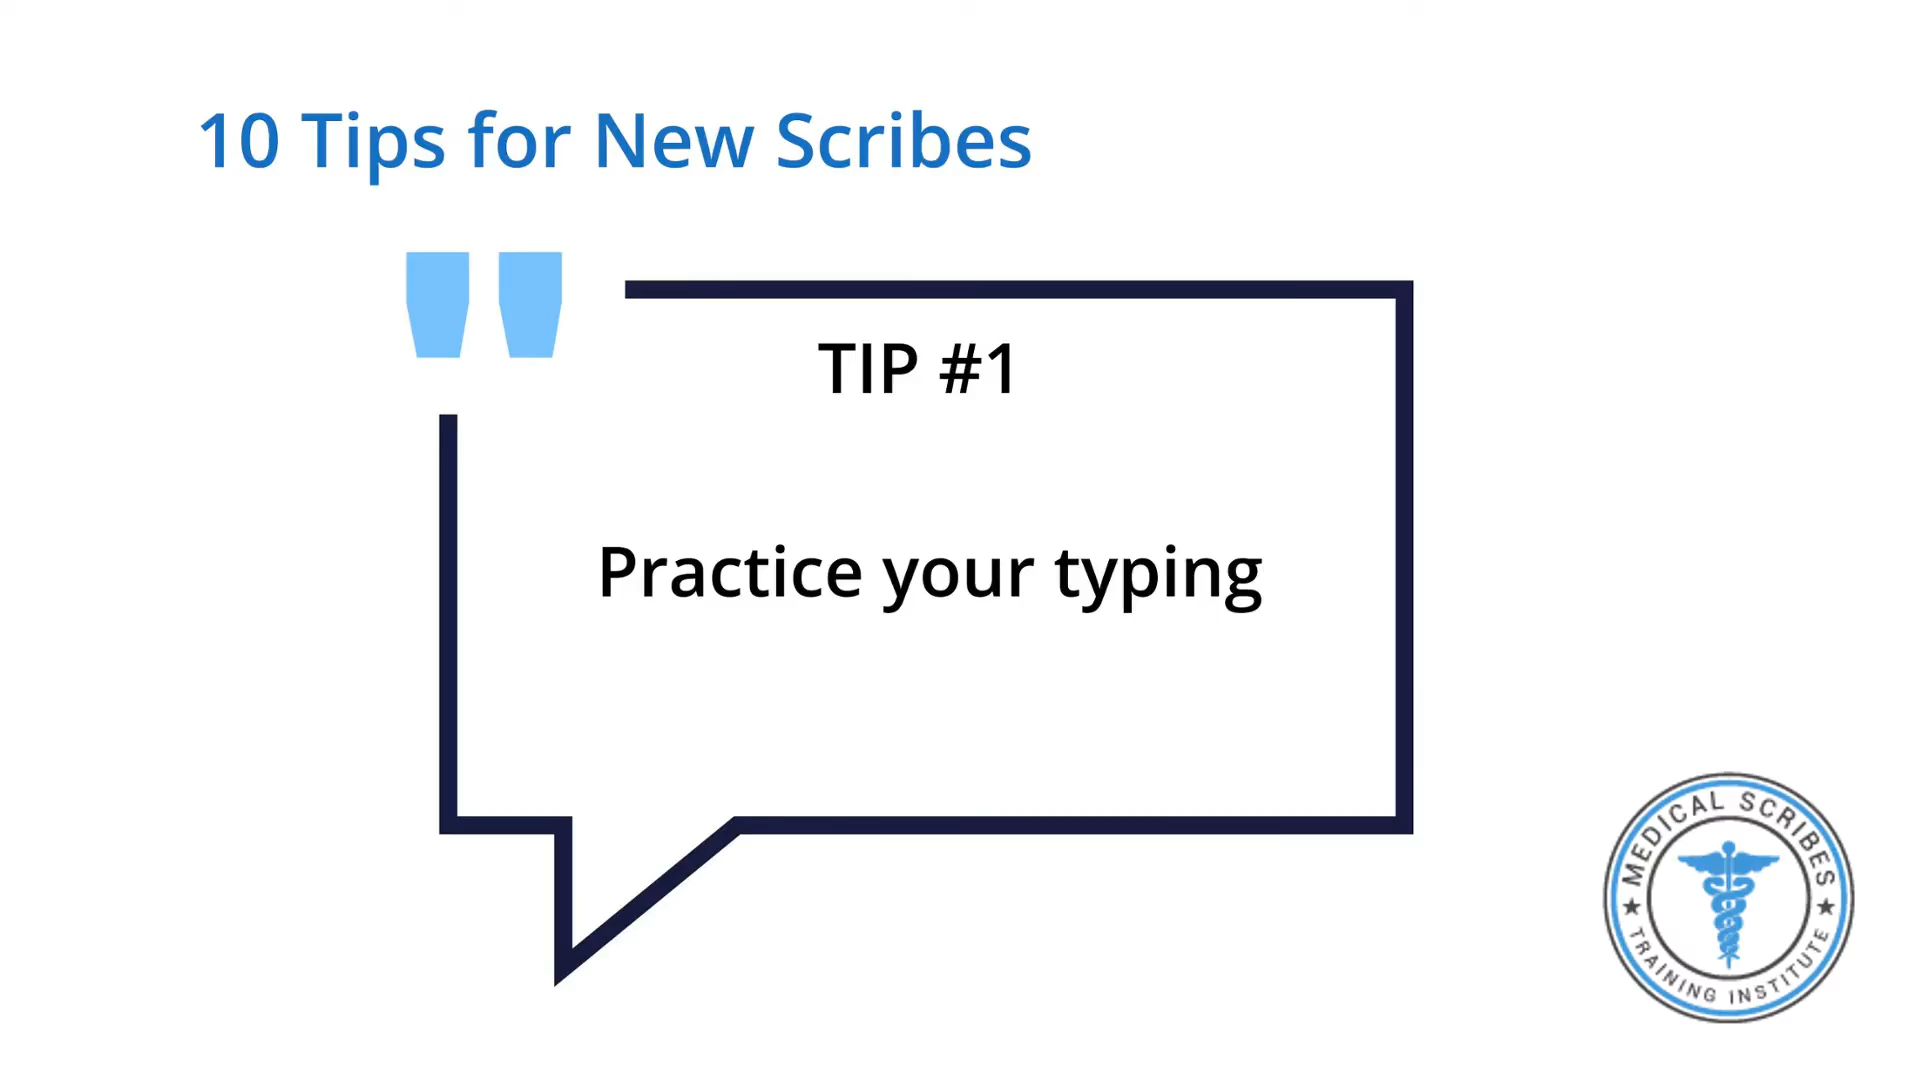 10 Tips for New Scribes
TIP #1
Practice your typing
MEDICAL SCRIBES
★ TRAINING INSTITUTE ★